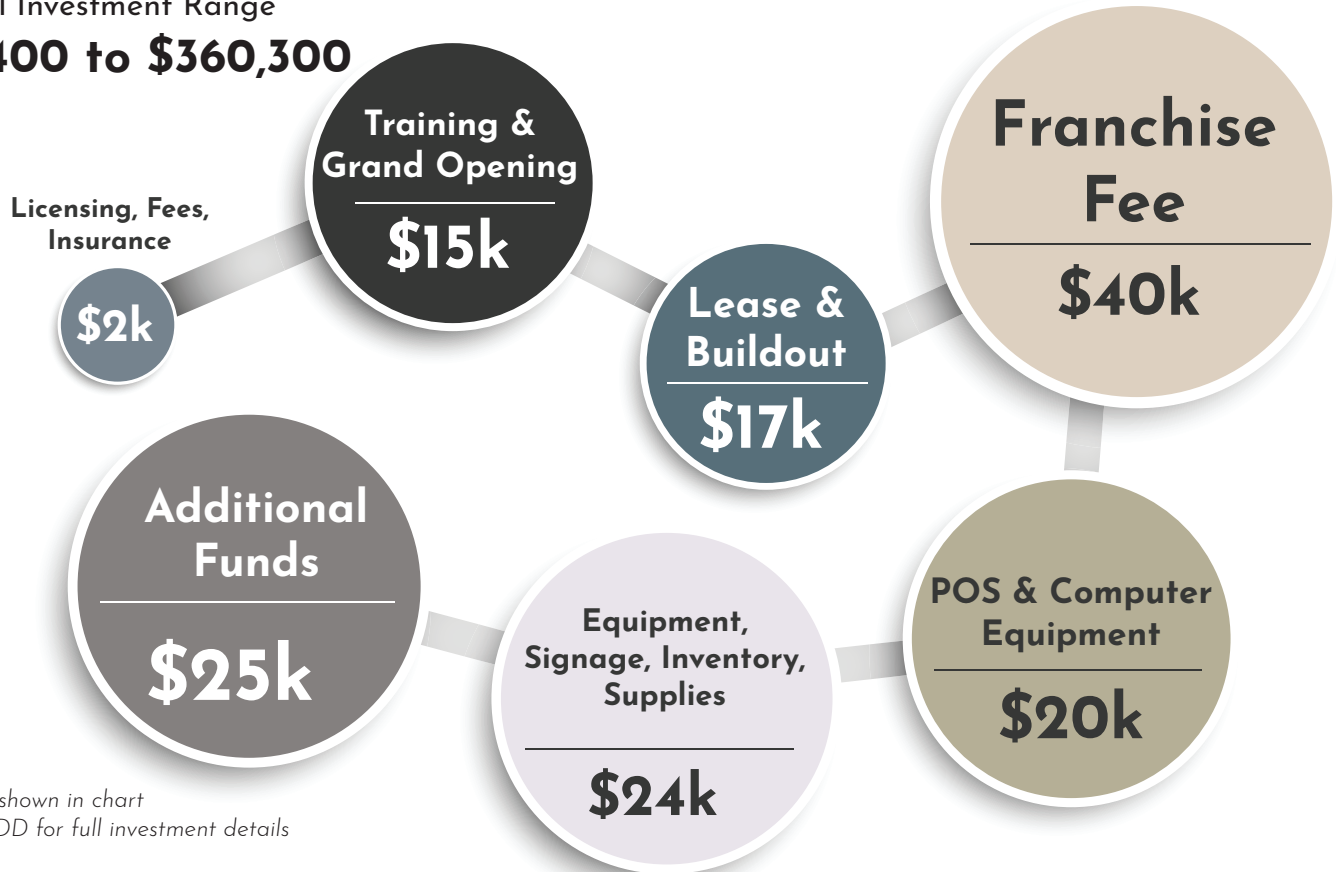 l Investment Range
400 to $360,300
Training &
Grand Opening
$15k
Licensing, Fees,
Insurance
$2k
Lease &
Buildout
$17k
Franchise
Fee
$40k
Additional
Funds
$25k
Equipment,
Signage, Inventory,
Supplies
$24k
POS & Computer
Equipment
$20k
shown in chart
DD for full investment details